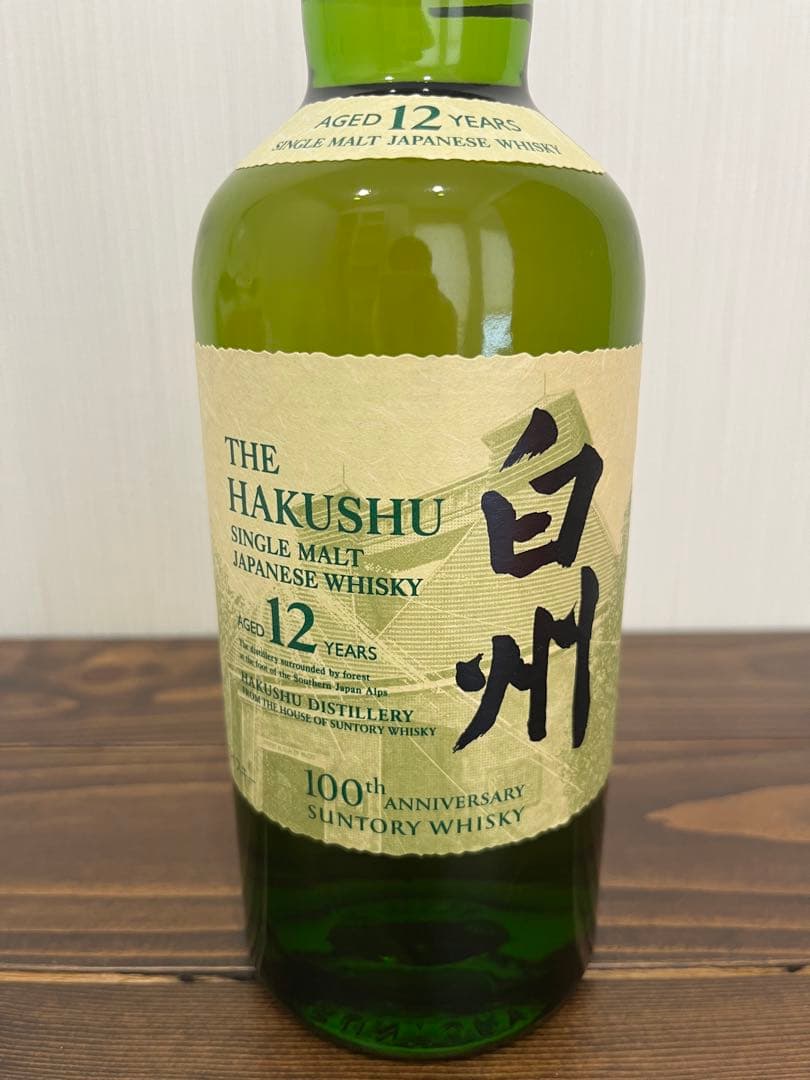 AGED 12 YEARS
SINGLE MALT JAPANESE WHISKY
THE
HAKUSHU
SINGLE MALT
JAPANESE WHISKY
AGED 12 YEARS
The distillery surrounded by forest
at the foot of the Southern Japan Alps
HAKUSHU DISTILLERY
FROM THE HOUSE OF SUNTORY WHISKY
白州
100th ANNIVERSARY
SUNTORY WHISKY